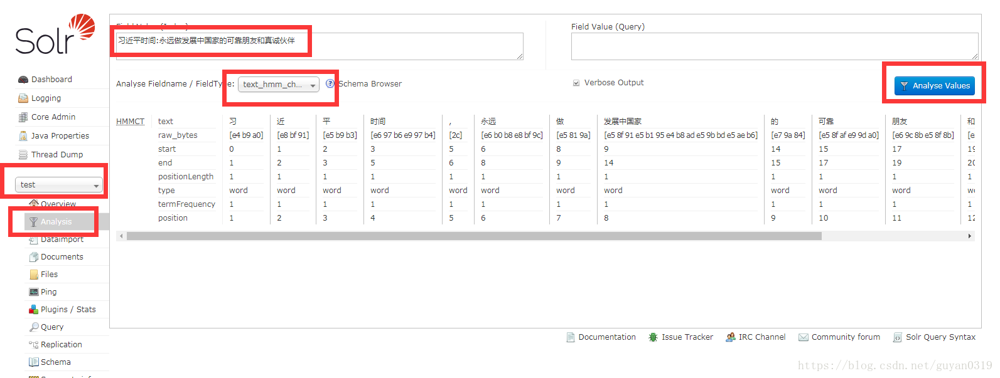 Solr
Dashboard
Logging
Core Admin
Java Properties
Thread Dump
test
Overview
Analysis
Dataimport
Documents
Files
Ping
Plugins / Stats
Query
Replication
Schema
习近平时间:永远做发展中国家的可靠朋友和真诚伙伴
Field Value (Query)
Analyse Fieldname / FieldType: text_hmm_ch... Schema Browser Verbose Output Analyse Values
HMMCT text 习 近 平 时间 , 永远 做 发展中国家 的 可靠 朋友 和
raw_bytes [e4 b9 a0] [e8 bf 91] [e5 b9 b3] [e6 97 b6 e9 97 b4] [2c] [e6 b0 b8 e8 bf 9c] [e5 81 9a] [e5 8f 91 e5 b1 95 e4 b8 ad e5 9b bd e5 ae b6] [e7 9a 84] [e5 8f af e9 9d a0] [e6 9c 8b e5 8f 8b] [e
start 0 1 2 3 5 6 8 9 14 15 17 19
end 1 2 3 5 6 8 9 14 15 17 19 20
positionLength 1 1 1 1 1 1 1 1 1 1 1 1
type word word word word word word word word word word word
termFrequency 1 1 1 1 1 1 1 1 1 1 1 1
position 1 2 3 4 5 6 7 8 9 10 11 12
Documentation Issue Tracker IRC Channel Community forum Solr Query Syntax
https://blog.csdn.net/guyan0319